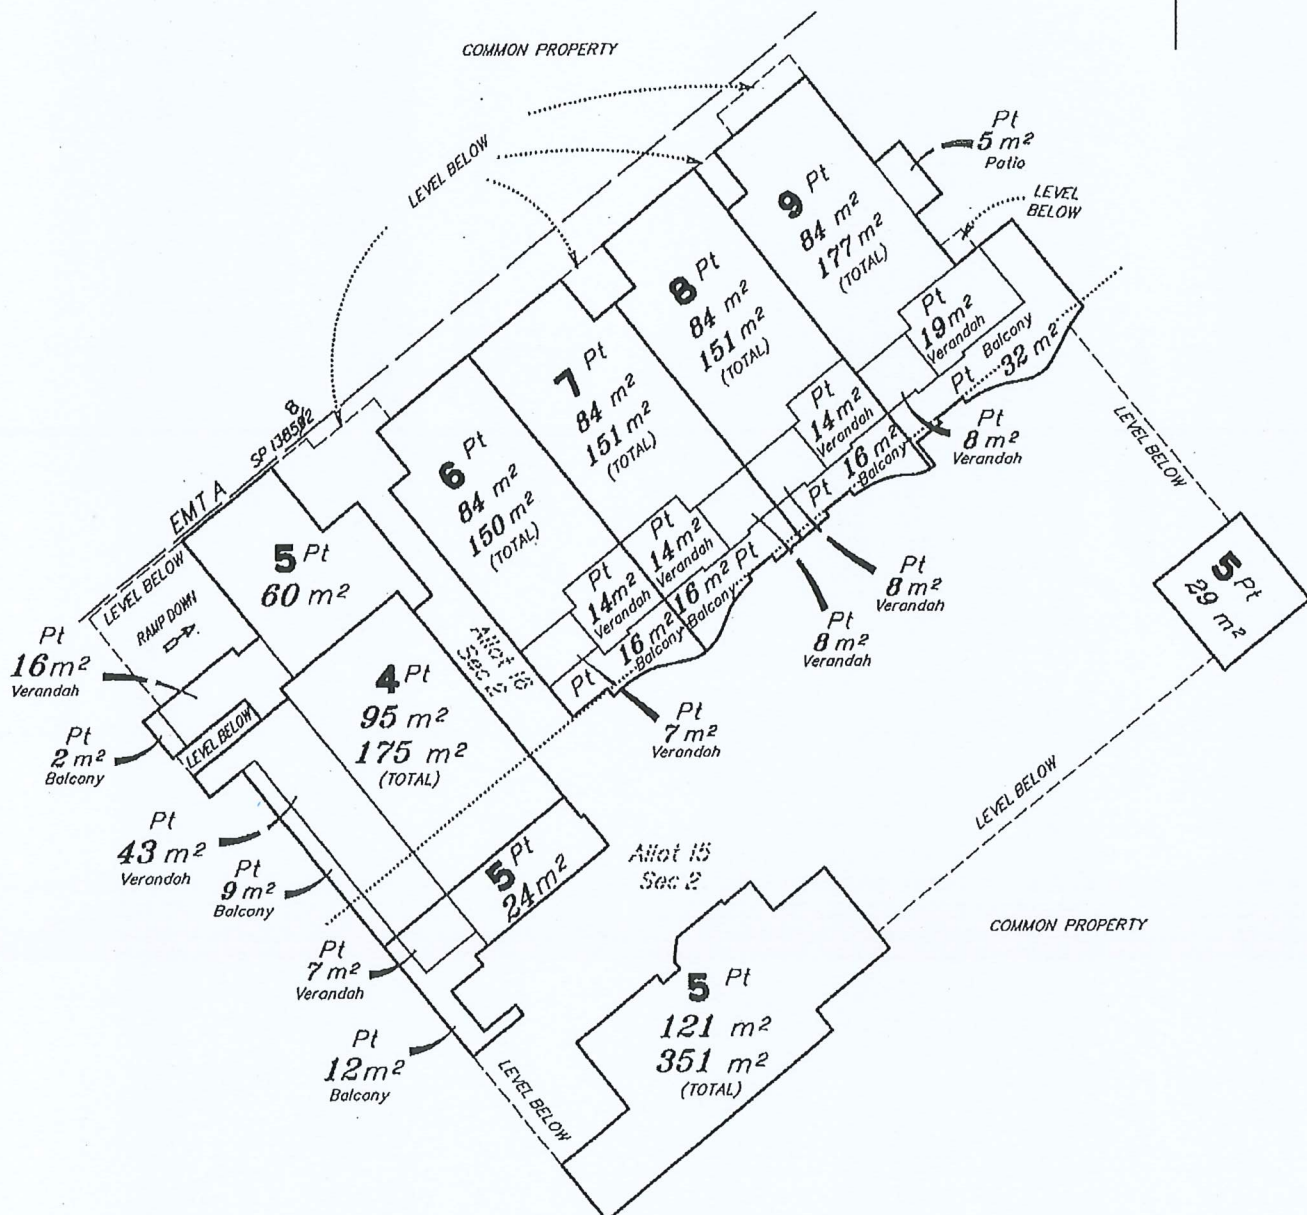 COMMON PROPERTY
LEVEL BELOW
Pt
5 m²
Patio
LEVEL
BELOW
9 Pt
84 m²
177 m²
(TOTAL)
8 Pt
84 m²
151 m²
(TOTAL)
7 Pt
84 m²
151 m²
(TOTAL)
6 Pt
84 m²
150 m²
(TOTAL)
Pt
19 m²
Verandah
Balcony
Pt 32 m²
Pt
8 m²
Verandah
Pt
14 m²
Verandah
Pt 16 m²
Balcony
Pt
8 m²
Verandah
Pt
8 m²
Verandah
Pt
14 m²
Verandah
16 m² Pt
Balcony
Pt
14 m²
Verandah
Pt 16 m²
Balcony
Pt
7 m²
Verandah
LEVEL BELOW
5 Pt
29 m²
LEVEL BELOW
EMT A
LEVEL BELOW
RAMP DOWN
5 Pt
60 m²
Pt
16 m²
Verandah
Pt
2 m²
Balcony
LEVEL BELOW
4 Pt
95 m²
175 m²
(TOTAL)
Allot 16
Sec 2
Pt
43 m²
Verandah
Pt
9 m²
Balcony
5 Pt
24 m²
Allot 15
Sec 2
COMMON PROPERTY
Pt
7 m²
Verandah
Pt
12 m²
Balcony
LEVEL BELOW
5 Pt
121 m²
351 m²
(TOTAL)